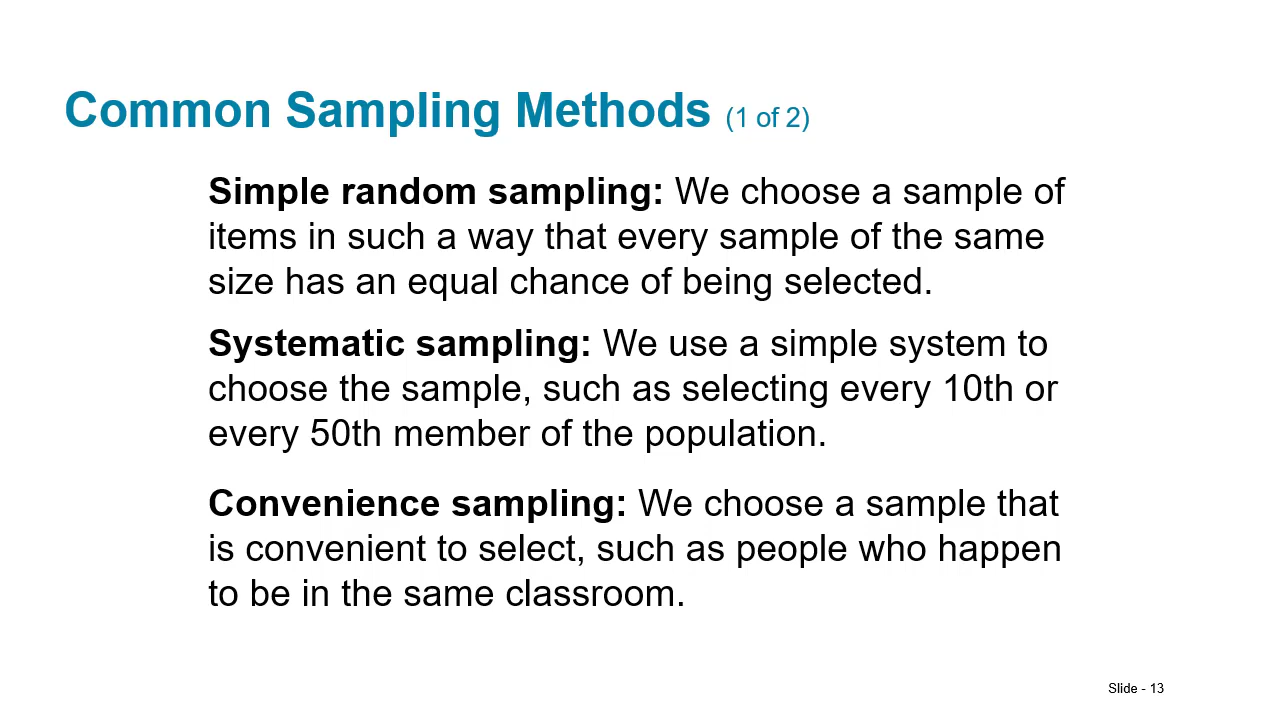 Common Sampling Methods (1 of 2)
Simple random sampling: We choose a sample of
items in such a way that every sample of the same
size has an equal chance of being selected.
Systematic sampling: We use a simple system to
choose the sample, such as selecting every 10th or
every 50th member of the population.
Convenience sampling: We choose a sample that
is convenient to select, such as people who happen
to be in the same classroom.
Slide - 13